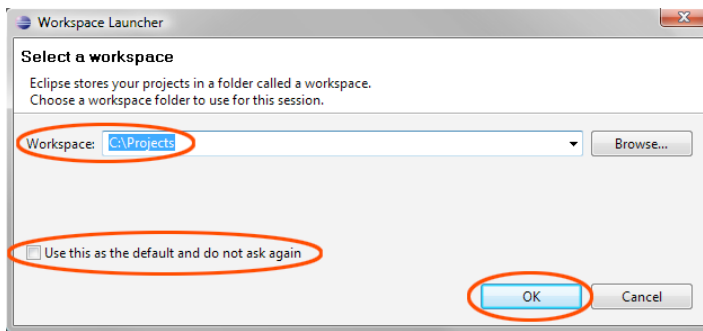 Workspace Launcher
Select a workspace
Eclipse stores your projects in a folder called a workspace.
Choose a workspace folder to use for this session.
Workspace: C:\Projects Browse...
Use this as the default and do not ask again
OK Cancel